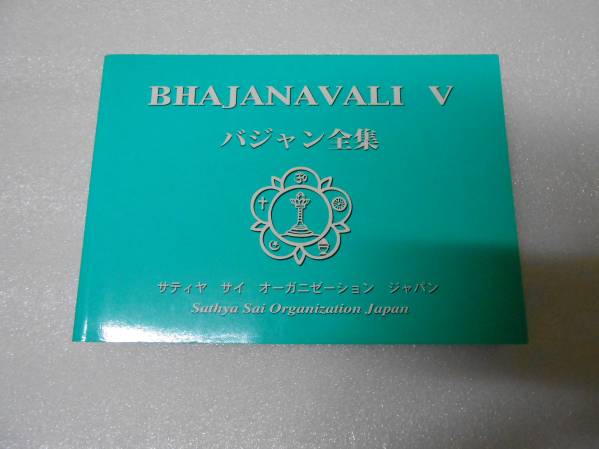 BHAJANAVALI V
バジャン全集
ॐ
サティヤ サイ オーガニゼーション ジャパン
Sathya Sai Organization Japan